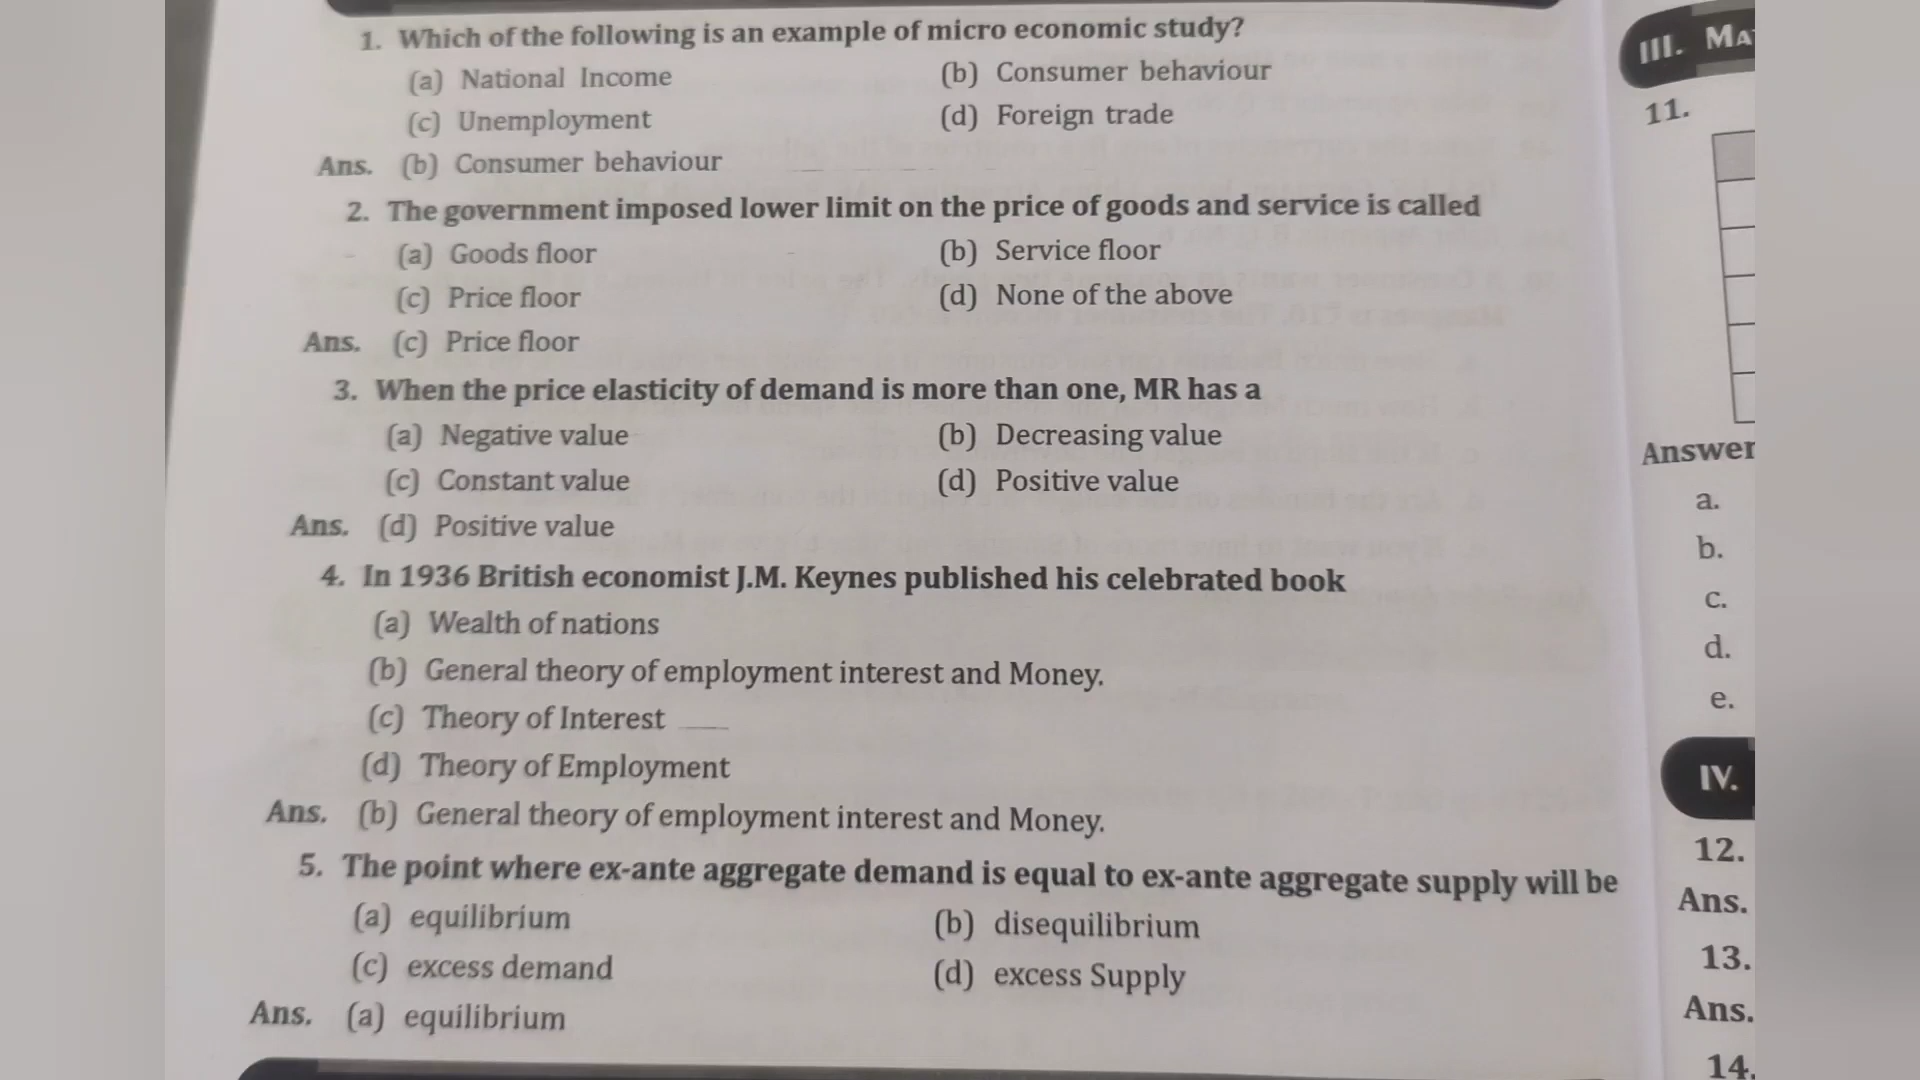 1. Which of the following is an example of micro economic study?
(a) National Income (b) Consumer behaviour
(c) Unemployment (d) Foreign trade
Ans. (b) Consumer behaviour
2. The government imposed lower limit on the price of goods and service is called
(a) Goods floor (b) Service floor
(c) Price floor (d) None of the above
Ans. (c) Price floor
3. When the price elasticity of demand is more than one, MR has a
(a) Negative value (b) Decreasing value
(c) Constant value (d) Positive value
Ans. (d) Positive value
4. In 1936 British economist J.M. Keynes published his celebrated book
(a) Wealth of nations
(b) General theory of employment interest and Money.
(c) Theory of Interest
(d) Theory of Employment
Ans. (b) General theory of employment interest and Money.
5. The point where ex-ante aggregate demand is equal to ex-ante aggregate supply will be
(a) equilibrium (b) disequilibrium
(c) excess demand (d) excess Supply
Ans. (a) equilibrium
III.
11.
Answer
a.
b.
c.
d.
e.
IV.
12.
Ans.
13.
Ans.
14.